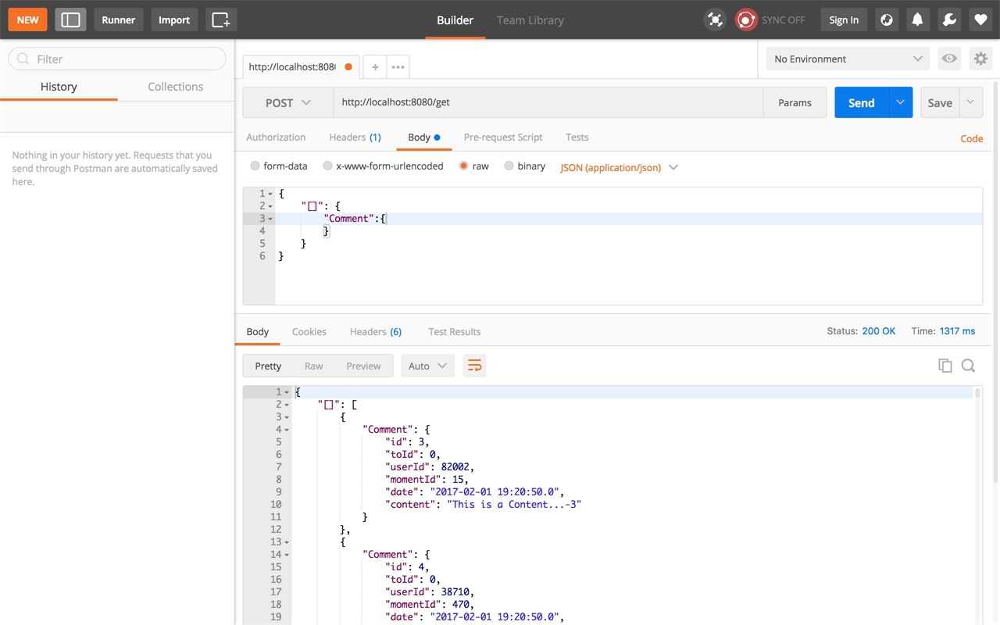 NEW Runner Import Builder Team Library SYNC OFF Sign In
Filter
History Collections
Nothing in your history yet. Requests that you
send through Postman are automatically saved
here.
http://localhost:808( + ••• No Environment
POST http://localhost:8080/get Params Send Save
Authorization Headers (1) Body Pre-request Script Tests Code
form-data x-www-form-urlencoded raw binary JSON (application/json)
1 {
2 "[]": {
3 "Comment":{
4 }
5 }
6 }
Body Cookies Headers (6) Test Results Status: 200 OK Time: 1317 ms
Pretty Raw Preview Auto
1 {
2 "[]": [
3 {
4 "Comment": {
5 "id": 3,
6 "toId": 0,
7 "userId": 82002,
8 "momentId": 15,
9 "date": "2017-02-01 19:20:50.0",
10 "content": "This is a Content...-3"
11 }
12 },
13 {
14 "Comment": {
15 "id": 4,
16 "toId": 0,
17 "userId": 38710,
18 "momentId": 470,
19 "date": "2017-02-01 19:20:50.0",